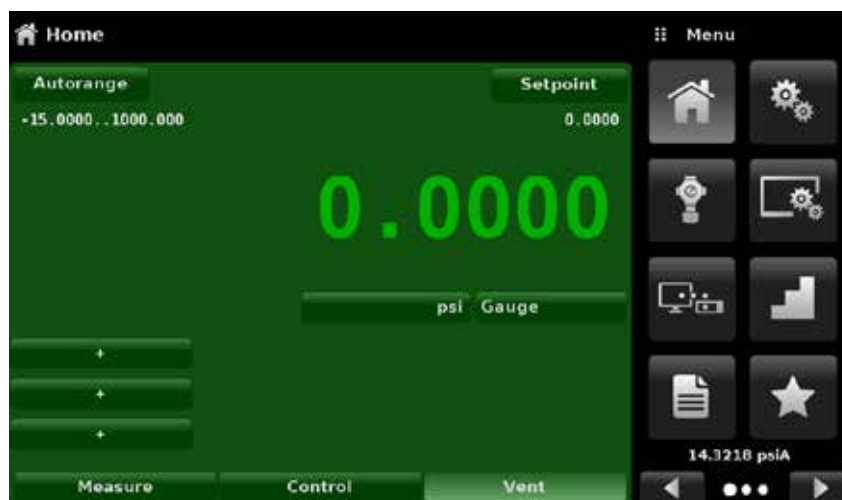 Home
Menu
Autorange
Setpoint
-15.0000..1000.000
0.0000
0.0000
psi Gauge
+
+
+
14.3218 psiA
Measure Control Vent